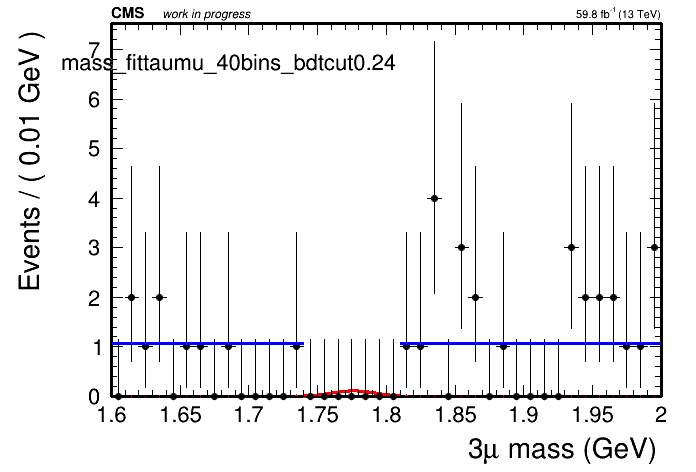 CMS work in progress 59.8 fb⁻¹ (13 TeV)
mass_fittaumu_40bins_bdtcut0.24
Events / ( 0.01 GeV )
7
6
5
4
3
2
1
0
1.6 1.65 1.7 1.75 1.8 1.85 1.9 1.95 2
3μ mass (GeV)